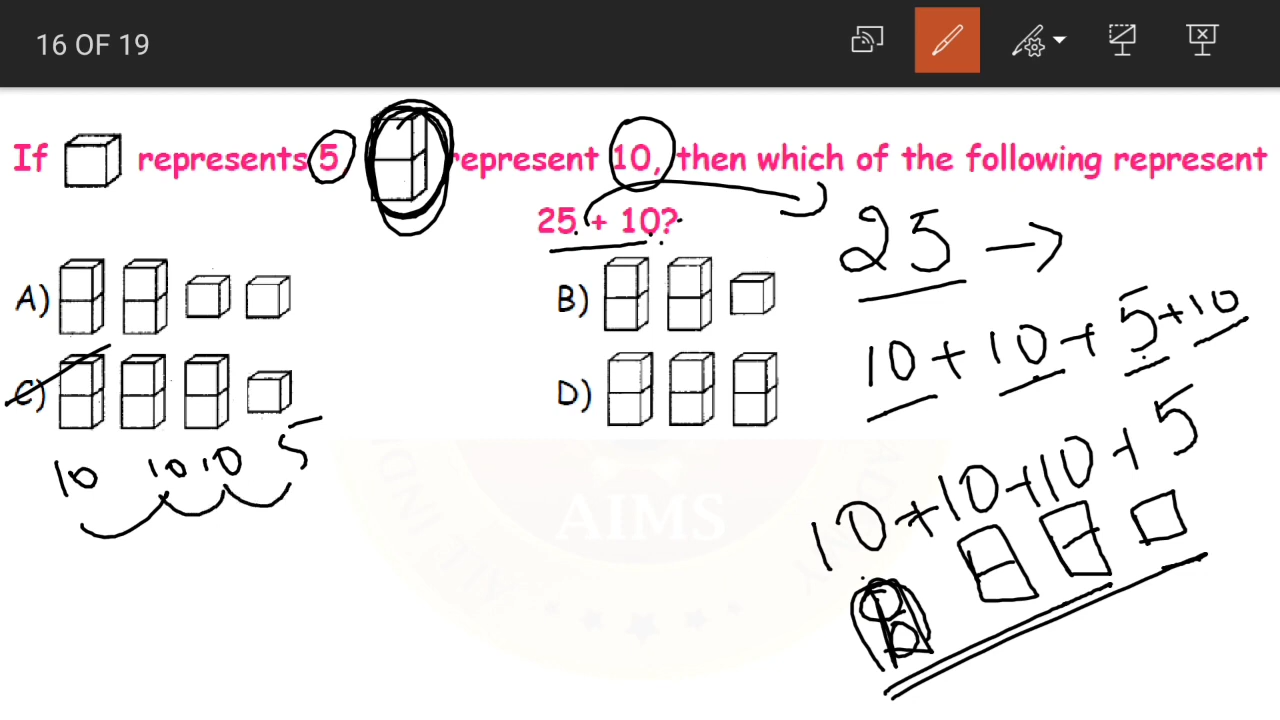 16 OF 19
If represents 5 represent 10, then which of the following represent
25 + 10?
25 →
A)
B)
10 + 10 + 5 + 10
C)
D)
10 10 10 5
10 + 10 + 10 + 5
AIMS